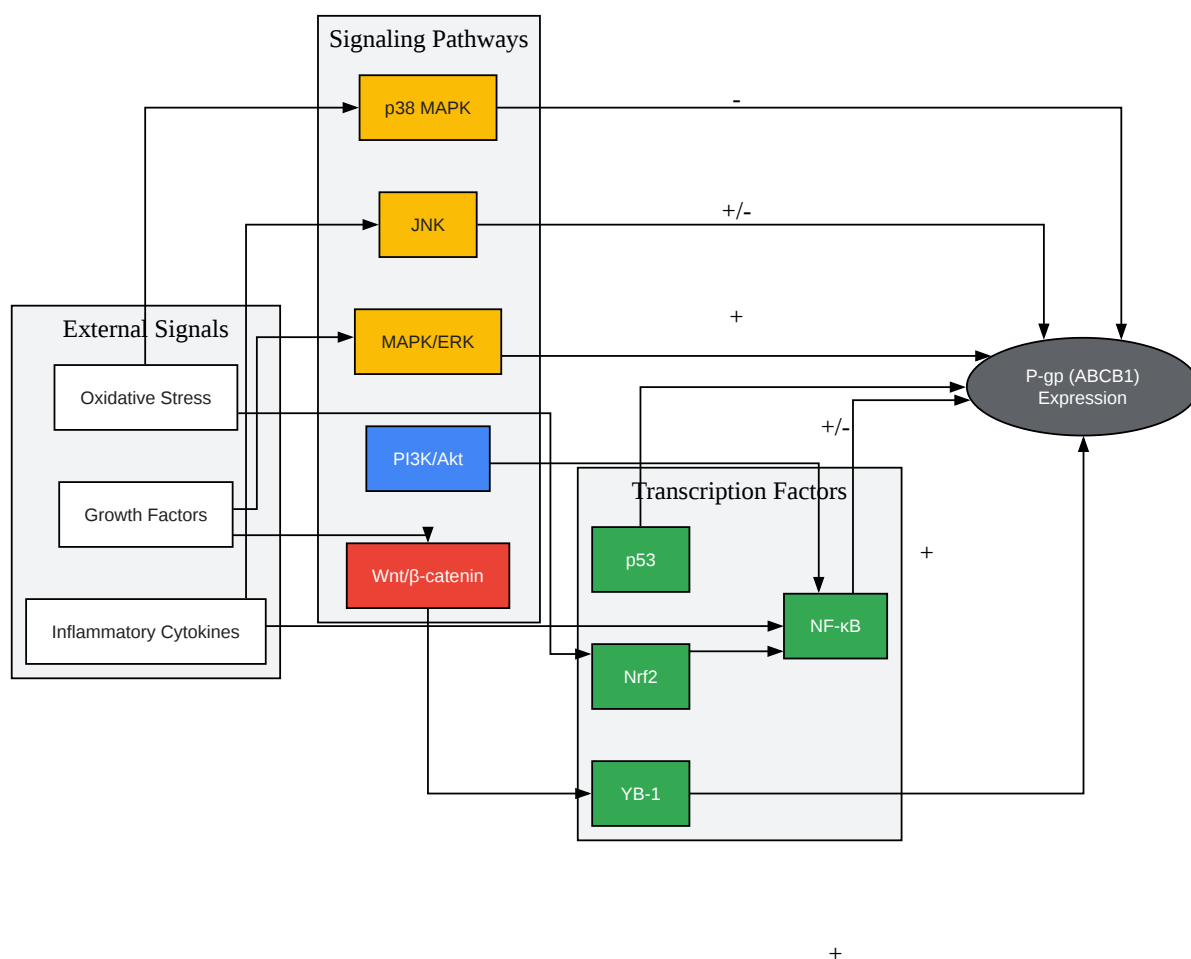 Signaling Pathways
p38 MAPK
-
JNK
+/-
MAPK/ERK
+
External Signals
Oxidative Stress
Growth Factors
Inflammatory Cytokines
PI3K/Akt
Wnt/β-catenin
P-gp (ABCB1)
Expression
+/-
Transcription Factors
p53
NF-κB
Nrf2
YB-1
+
+